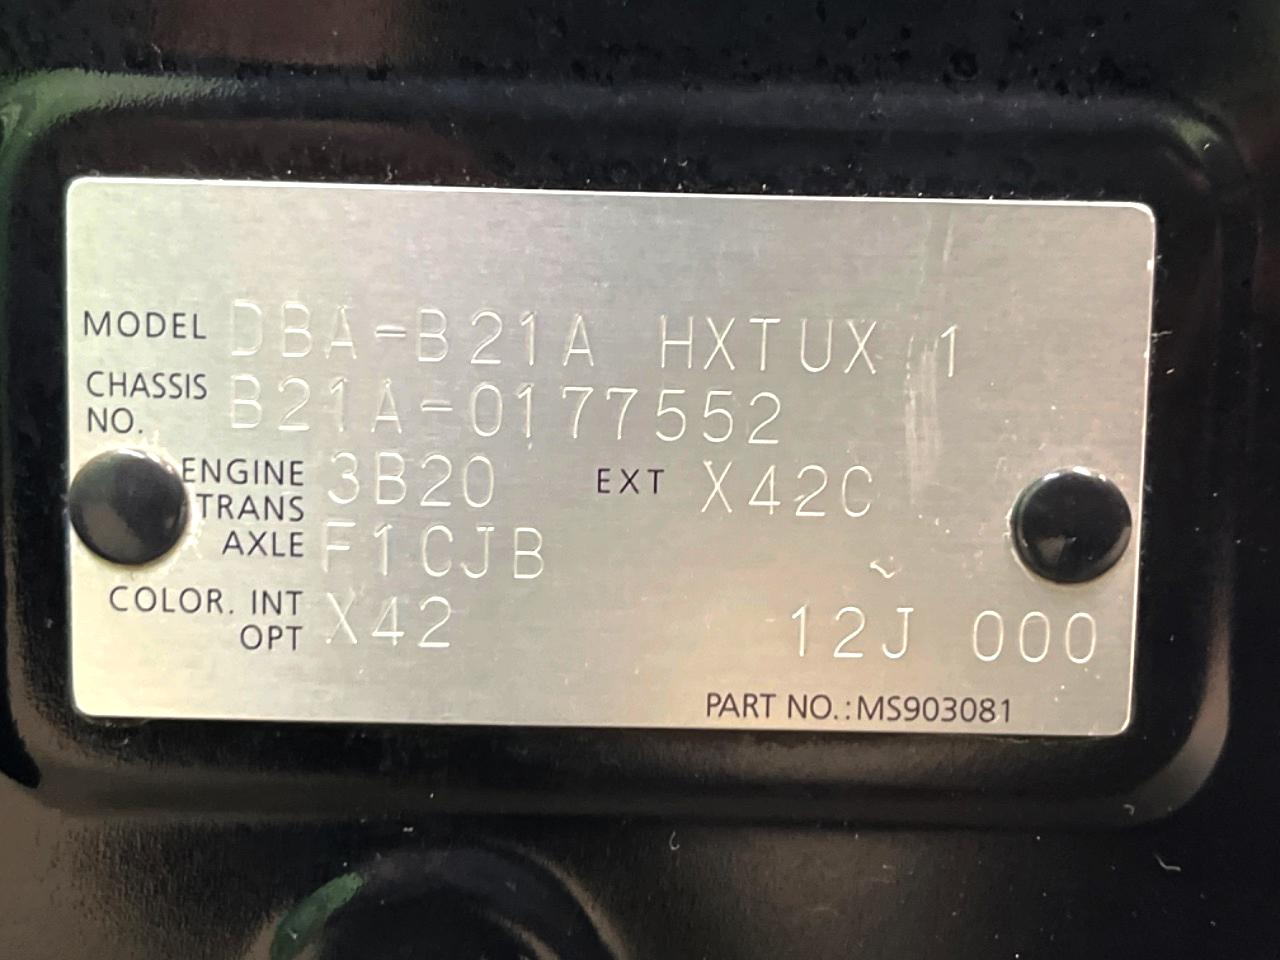 MODEL DBA-B21A HXTUX 1
CHASSIS NO. B21A-0177552
ENGINE 3B20 EXT X42C
TRANS AXLE F1CJB
COLOR. INT OPT X42 12J 000
PART NO.:MS903081